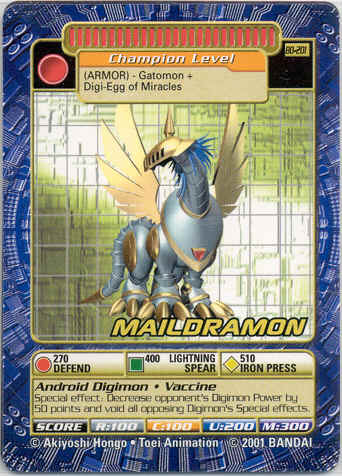 BO-201
Champion Level
(ARMOR) - Gatomon +
Digi-Egg of Miracles
MAILDRAMON
270 DEFEND
400 LIGHTNING SPEAR
510 IRON PRESS
Android Digimon • Vaccine
Special effect: Decrease opponent's Digimon Power by
50 points and void all opposing Digimon's Special effects.
SCORE R:100 C:100 U:200 M:300
© Akiyoshi Hongo • Toei Animation © 2001 BANDAI